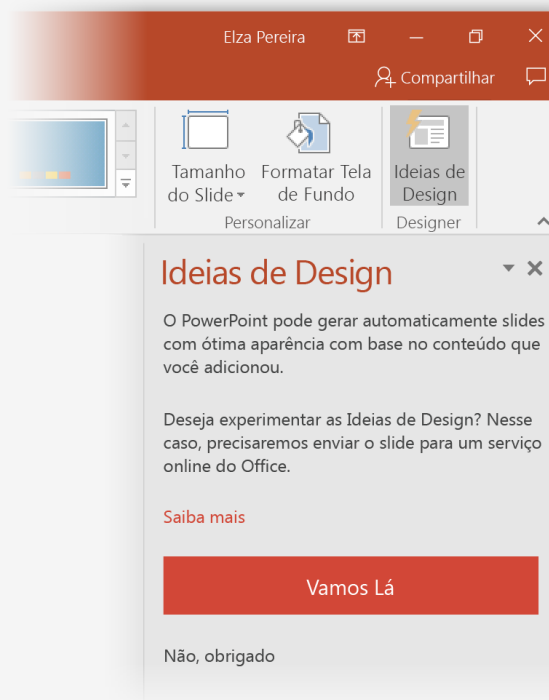 Elza Pereira
Compartilhar
Tamanho do Slide
Formatar Tela de Fundo
Ideias de Design
Personalizar
Designer
Ideias de Design
O PowerPoint pode gerar automaticamente slides
com ótima aparência com base no conteúdo que
você adicionou.
Deseja experimentar as Ideias de Design? Nesse
caso, precisaremos enviar o slide para um serviço
online do Office.
Saiba mais
Vamos Lá
Não, obrigado